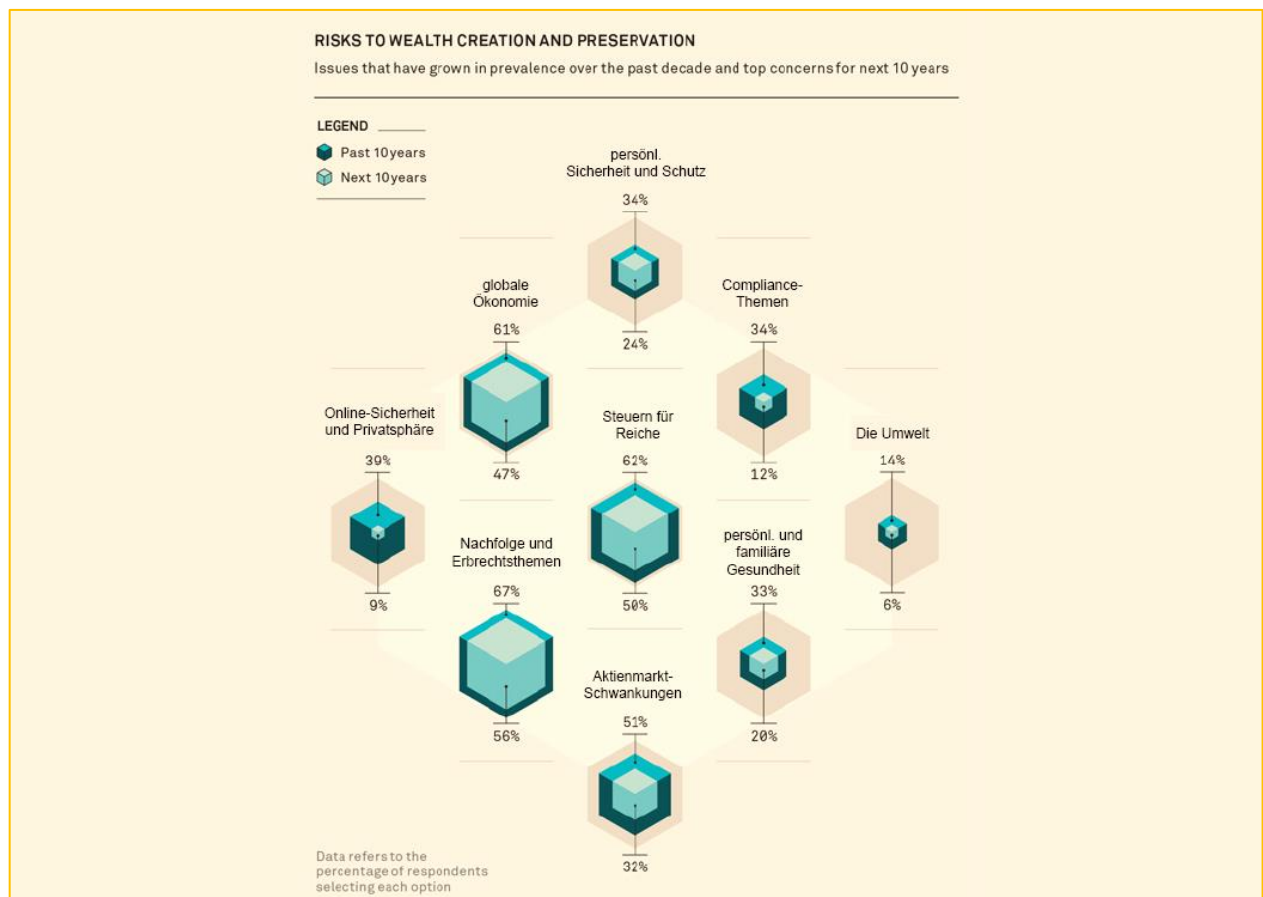 RISKS TO WEALTH CREATION AND PRESERVATION
Issues that have grown in prevalence over the past decade and top concerns for next 10 years
LEGEND
Past 10 years
Next 10 years
persönl.
Sicherheit und Schutz
34%
24%
globale
Ökonomie
61%
47%
Compliance-
Themen
34%
12%
Online-Sicherheit
und Privatsphäre
39%
9%
Steuern für
Reiche
62%
50%
Die Umwelt
14%
6%
Nachfolge und
Erbrechtsthemen
67%
56%
persönl. und
familiäre
Gesundheit
33%
20%
Aktienmarkt-
Schwankungen
51%
32%
Data refers to the
percentage of respondents
selecting each option